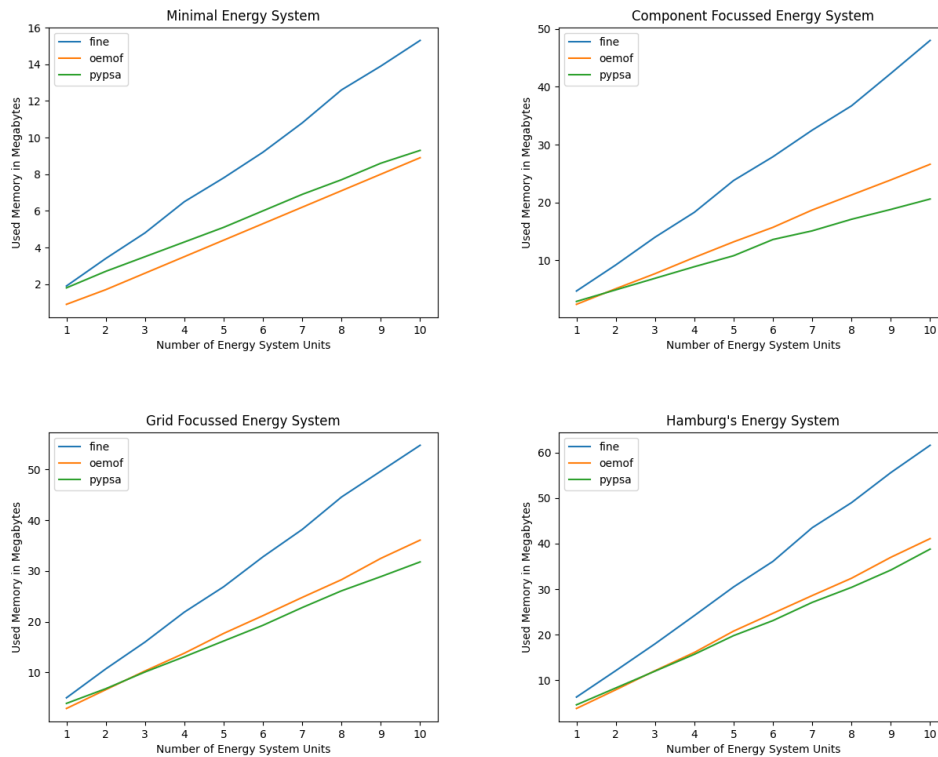 Minimal Energy System
fine
oemof
pypsa
Used Memory in Megabytes
16
14
12
10
8
6
4
2
1 2 3 4 5 6 7 8 9 10
Number of Energy System Units
Component Focussed Energy System
fine
oemof
pypsa
Used Memory in Megabytes
50
40
30
20
10
1 2 3 4 5 6 7 8 9 10
Number of Energy System Units
Grid Focussed Energy System
fine
oemof
pypsa
Used Memory in Megabytes
50
40
30
20
10
1 2 3 4 5 6 7 8 9 10
Number of Energy System Units
Hamburg's Energy System
fine
oemof
pypsa
Used Memory in Megabytes
60
50
40
30
20
10
1 2 3 4 5 6 7 8 9 10
Number of Energy System Units